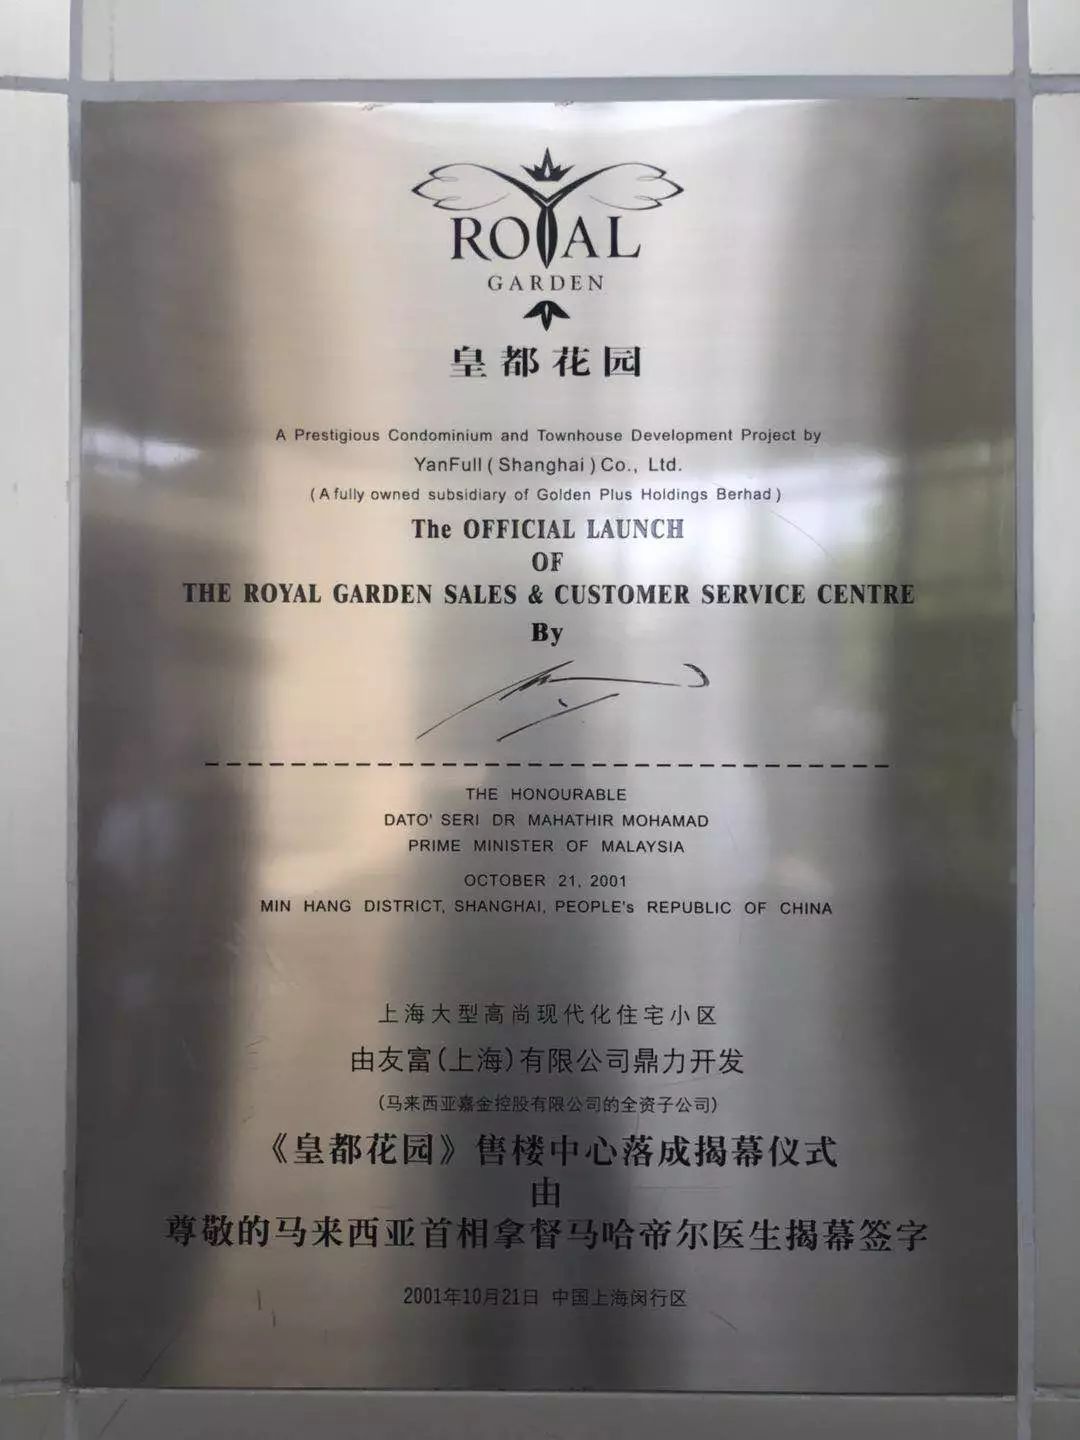 ROYAL
GARDEN
皇都花园
A Prestigious Condominium and Townhouse Development Project by
YanFull (Shanghai) Co., Ltd.
(A fully owned subsidiary of Golden Plus Holdings Berhad)
The OFFICIAL LAUNCH
OF
THE ROYAL GARDEN SALES & CUSTOMER SERVICE CENTRE
By
THE HONOURABLE
DATO' SERI DR MAHATHIR MOHAMAD
PRIME MINISTER OF MALAYSIA
OCTOBER 21, 2001
MIN HANG DISTRICT, SHANGHAI, PEOPLE's REPUBLIC OF CHINA
上海大型高尚现代化住宅小区
由友富(上海)有限公司鼎力开发
(马来西亚嘉金控股有限公司的全资子公司)
《皇都花园》售楼中心落成揭幕仪式
由
尊敬的马来西亚首相拿督马哈帝尔医生揭幕签字
2001年10月21日 中国上海闵行区